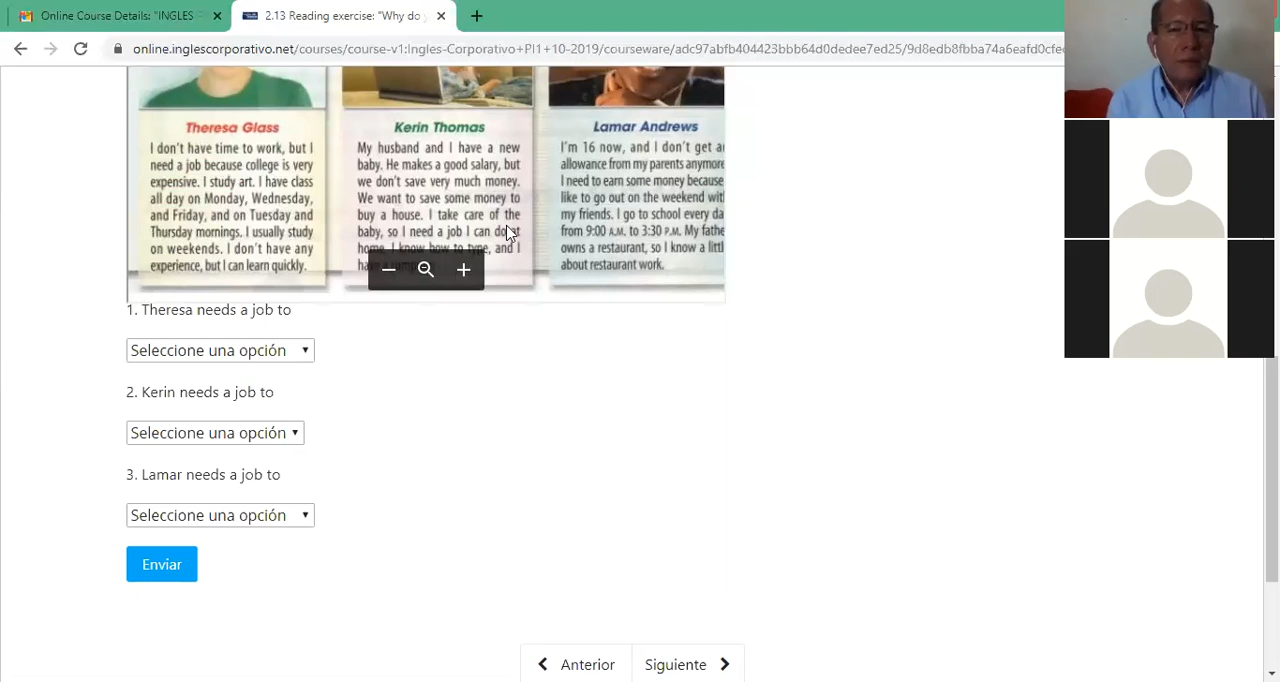 Online Course Details: "INGLES
2.13 Reading exercise: "Why do
online.inglescorporativo.net/courses/course-v1:Ingles-Corporativo+PI1+10-2019/courseware/adc97abfb404423bbb64d0dedee7ed25/9d8edb8fbba74a6eafd0cfe
Theresa Glass
I don't have time to work, but I
need a job because college is very
expensive. I study art. I have class
all day on Monday, Wednesday,
and Friday, and on Tuesday and
Thursday mornings. I usually study
on weekends. I don't have any
experience, but I can learn quickly.
Kerin Thomas
My husband and I have a new
baby. He makes a good salary, but
we don't save very much money.
We want to save some money to
buy a house. I take care of the
baby, so I need a job I can do at
home. I know how to type, and I
Lamar Andrews
I'm 16 now, and I don't get a
allowance from my parents anymore
I need to earn some money because
like to go out on the weekend wit
my friends. I go to school every da
from 9:00 A.M. to 3:30 P.M. My fathe
owns a restaurant, so I know a littl
about restaurant work.
1. Theresa needs a job to
Seleccione una opción
2. Kerin needs a job to
Seleccione una opción
3. Lamar needs a job to
Seleccione una opción
Enviar
Anterior
Siguiente